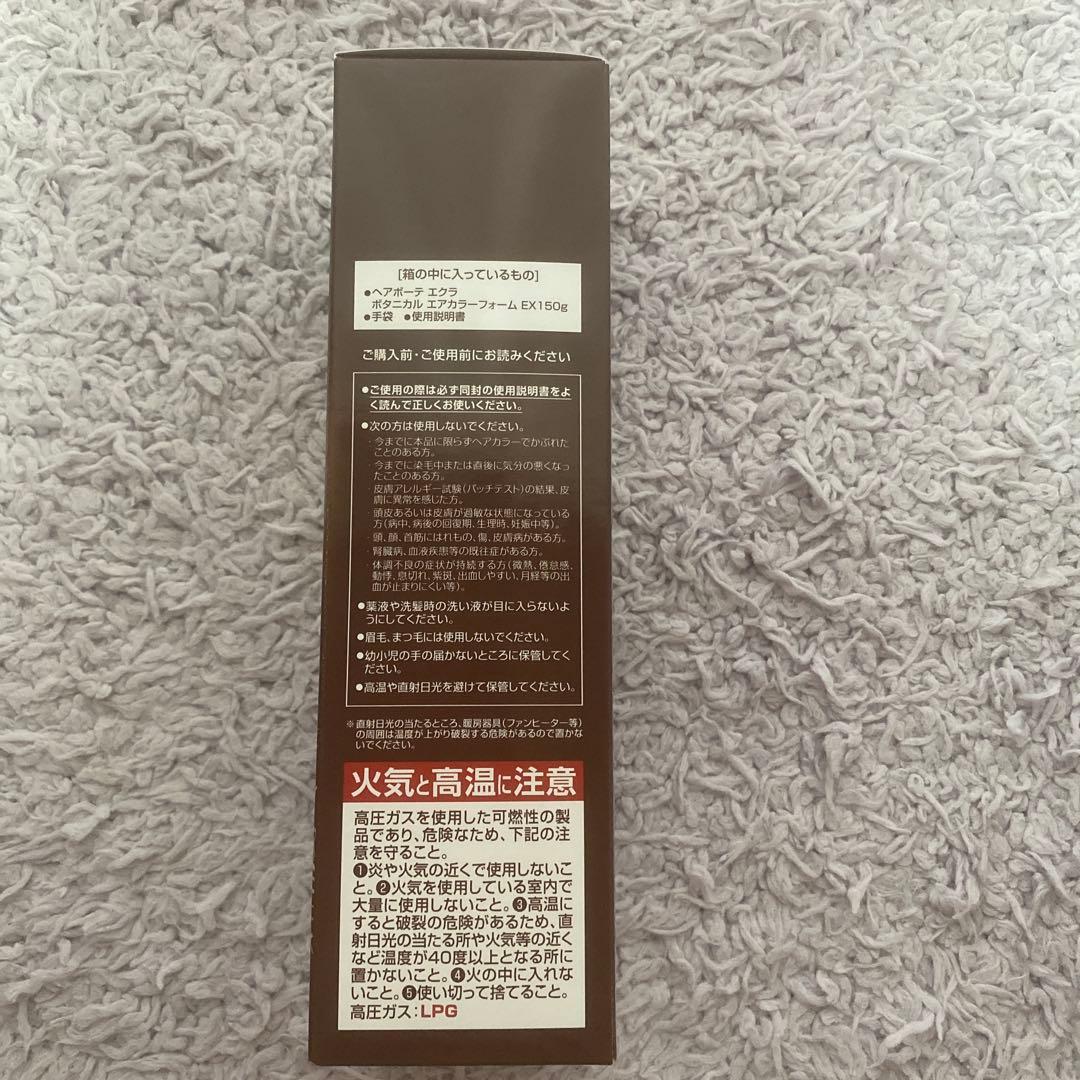 [箱の中に入っているもの]
●ヘアボーテ エクラ
ボタニカル エアカラーフォーム EX150g
●手袋 ●使用説明書
ご購入前・ご使用前にお読みください
●ご使用の際は必ず同封の使用説明書をよ
く読んで正しくお使いください。
●次の方は使用しないでください。
・今までに本品に限らずヘアカラーでかぶれた
ことのある方。
・今までに染毛中または直後に気分の悪くなっ
たことのある方。
・皮膚アレルギー試験(パッチテスト)の結果、皮
膚に異常を感じた方。
・頭皮あるいは皮膚が過敏な状態になっている
方(病中、病後の回復期、生理時、妊娠中等)。
・頭、顔、首筋にはれもの、傷、皮膚病がある方。
・腎臓病、血液疾患等の既往症がある方。
・体調不良の症状が持続する方(微熱、倦怠感、
動悸、息切れ、紫斑、出血しやすい、月経等の出
血が止まりにくい等)。
●薬液や洗髪時の洗い液が目に入らないよ
うにしてください。
●眉毛、まつ毛には使用しないでください。
●幼小児の手の届かないところに保管してく
ださい。
●高温や直射日光を避けて保管してください。
※直射日光の当たるところ、暖房器具(ファンヒーター等)
の周囲は温度が上がり破裂する危険があるので置かな
いでください。
火気と高温に注意
高圧ガスを使用した可燃性の製
品であり、危険なため、下記の注
意を守ること。
❶炎や火気の近くで使用しないこ
と。❷火気を使用している室内で
大量に使用しないこと。❸高温に
すると破裂の危険があるため、直
射日光の当たる所や火気等の近く
など温度が40度以上となる所に
置かないこと。❹火の中に入れな
いこと。❺使い切って捨てること。
高圧ガス:LPG